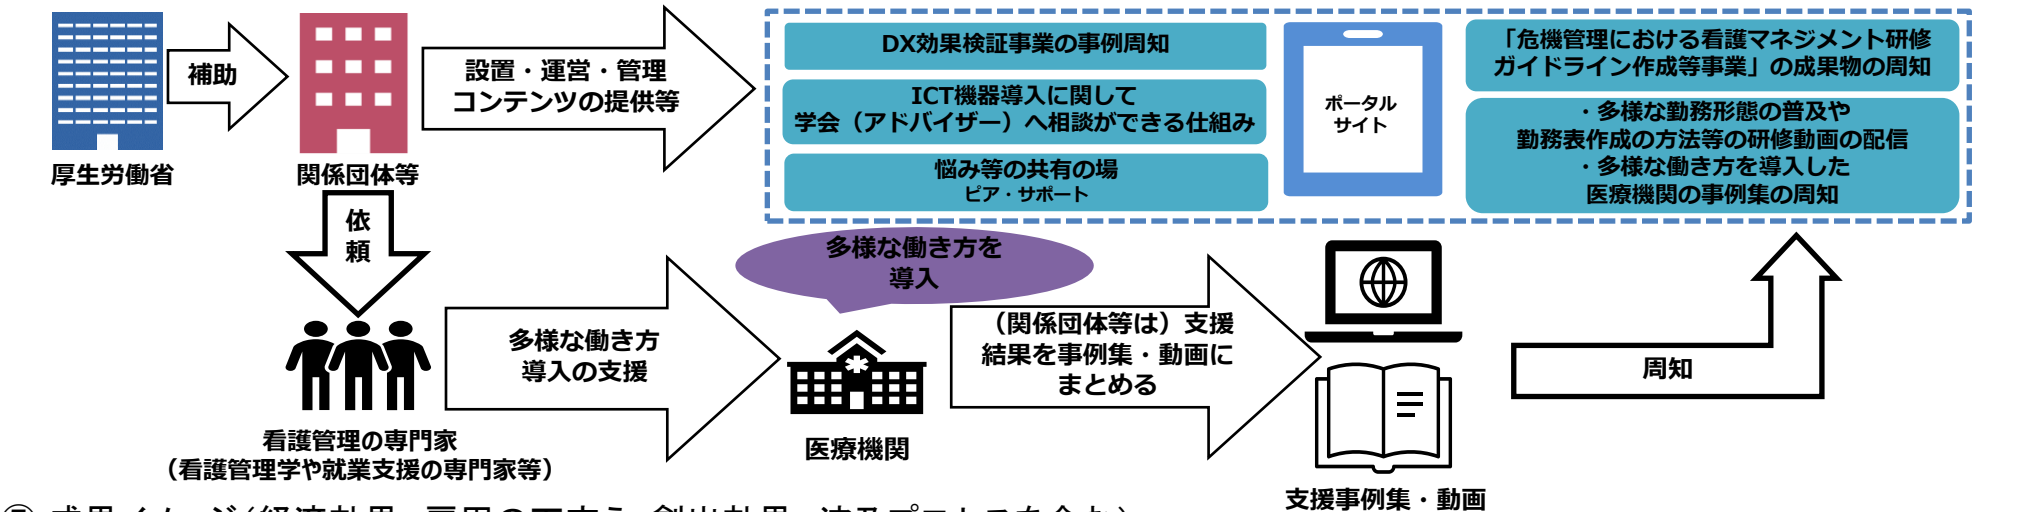 厚生労働省
補助
関係団体等
設置・運営・管理
コンテンツの提供等
DX効果検証事業の事例周知
ICT機器導入に関して
学会（アドバイザー）へ相談ができる仕組み
悩み等の共有の場
ピア・サポート
ポータル
サイト
「危機管理における看護マネジメント研修
ガイドライン作成等事業」の成果物の周知
・多様な勤務形態の普及や
勤務表作成の方法等の研修動画の配信
・多様な働き方を導入した
医療機関の事例集の周知
依
頼
看護管理の専門家
（看護管理学や就業支援の専門家等）
多様な働き方
導入の支援
多様な働き方を
導入
医療機関
（関係団体等は）支援
結果を事例集・動画に
まとめる
支援事例集・動画
周知